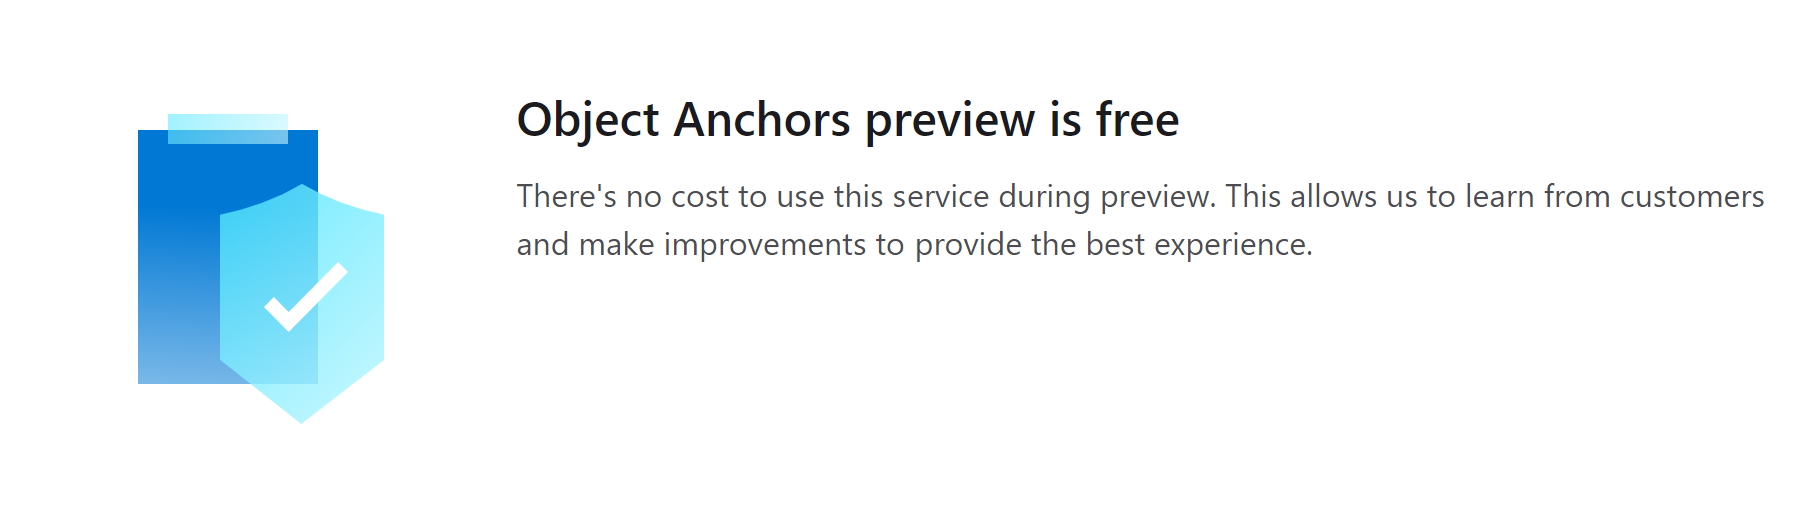 Object Anchors preview is free
There's no cost to use this service during preview. This allows us to learn from customers
and make improvements to provide the best experience.